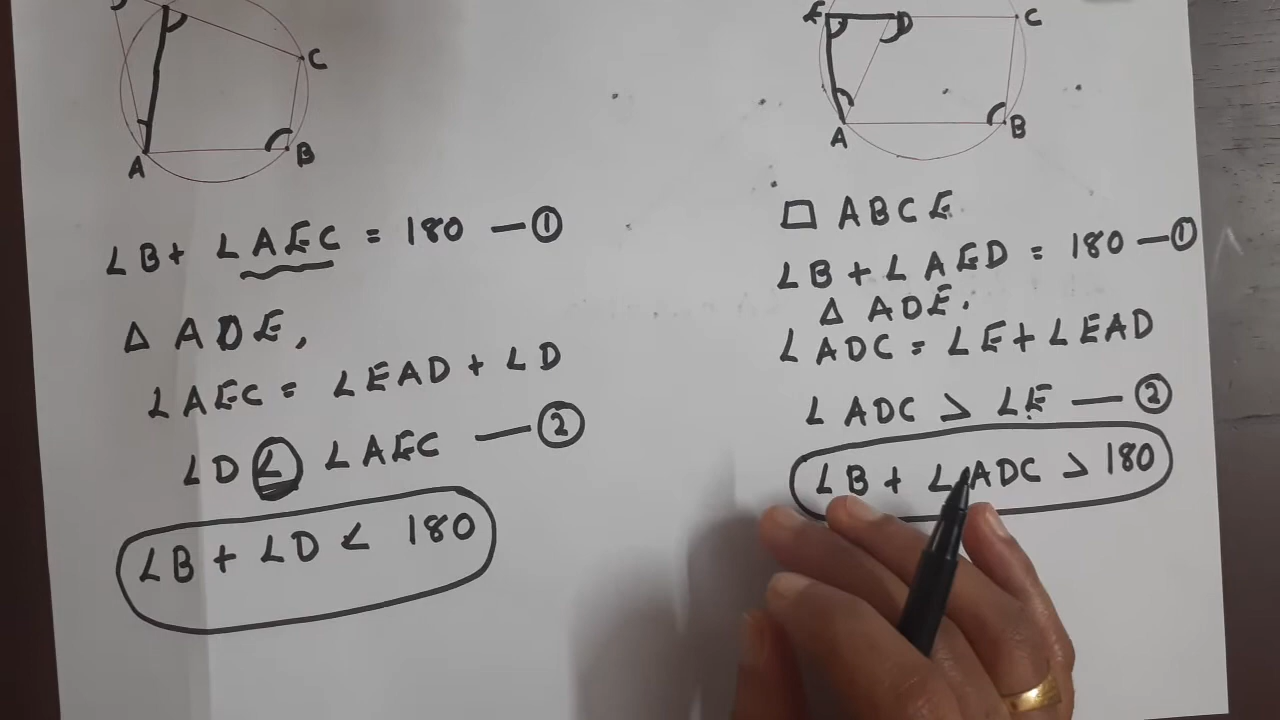 C
A
B
∠B + ∠AEC = 180 — ①
△ ADE,
∠AEC = ∠EAD + ∠D
∠D < ∠AEC — ②
∠B + ∠D < 180
E D C
A
B
□ ABCE
∠B + ∠AED = 180 — ①
△ ADE.
∠ADC = ∠E + ∠EAD
∠ADC > ∠E — ②
∠B + ∠ADC > 180